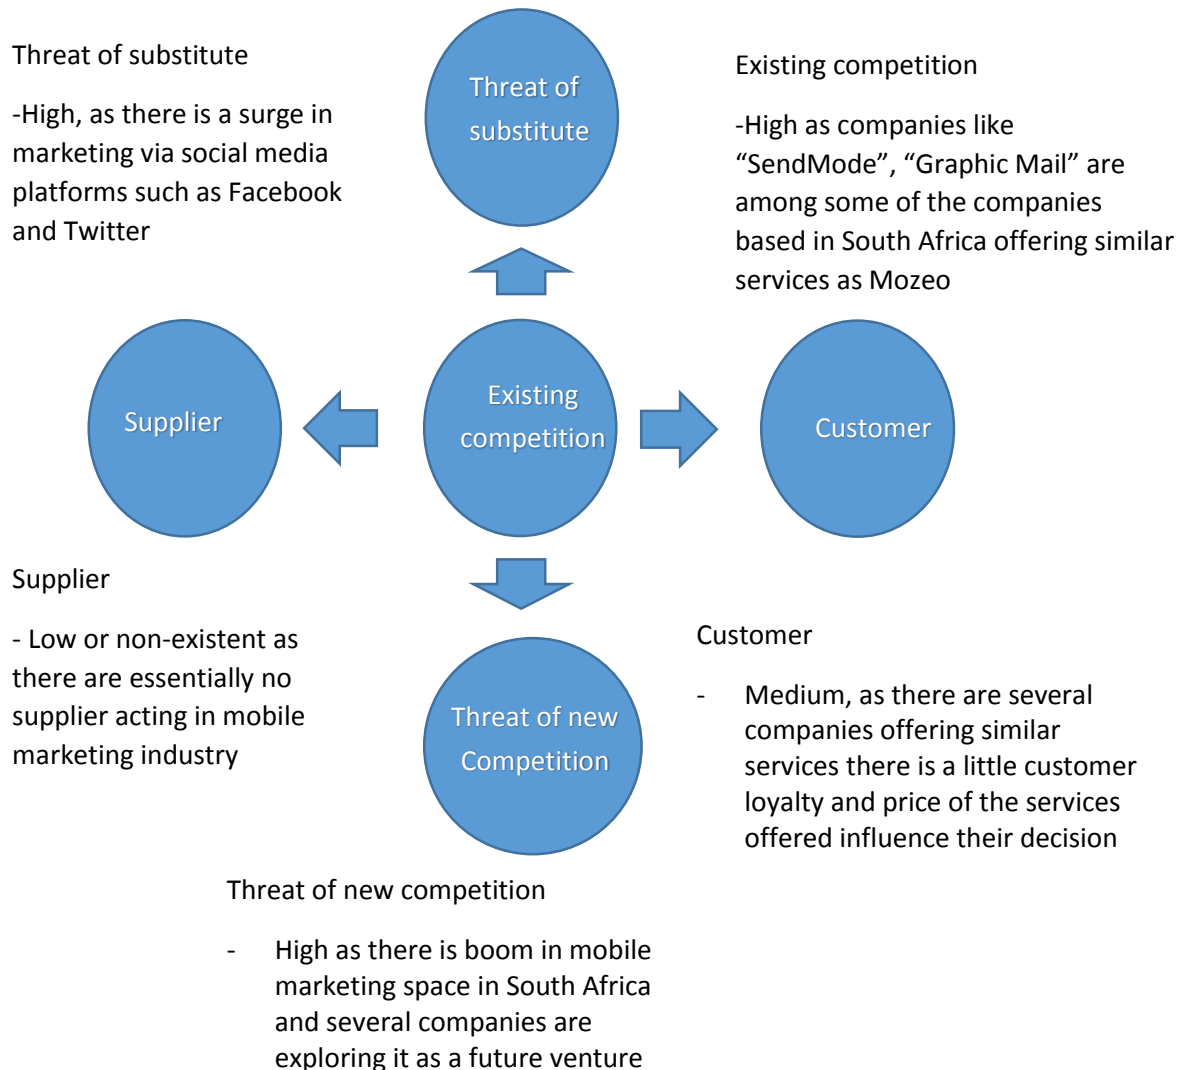 Threat of substitute
-High, as there is a surge in
marketing via social media
platforms such as Facebook
and Twitter
Threat of
substitute
Existing competition
-High as companies like
“SendMode”, “Graphic Mail” are
among some of the companies
based in South Africa offering similar
services as Mozeo
Supplier
Existing
competition
Customer
Supplier
- Low or non-existent as
there are essentially no
supplier acting in mobile
marketing industry
Threat of new
Competition
Customer
- Medium, as there are several
companies offering similar
services there is a little customer
loyalty and price of the services
offered influence their decision
Threat of new competition
- High as there is boom in mobile
marketing space in South Africa
and several companies are
exploring it as a future venture